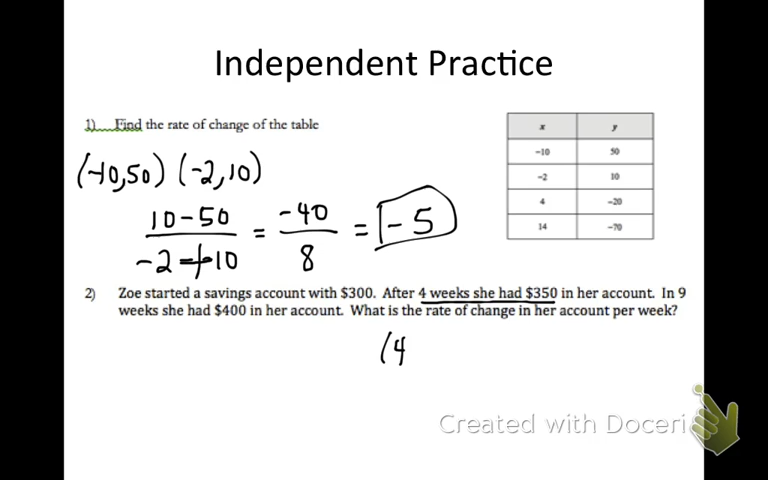 Independent Practice
1) Find the rate of change of the table
x y
-10 50
-2 10
4 -20
14 -70
(-10,50) (-2,10)
10-50 / -2-+10 = -40 / 8 = -5
2) Zoe started a savings account with $300. After 4 weeks she had $350 in her account. In 9
weeks she had $400 in her account. What is the rate of change in her account per week?
(4
Created with Doceri